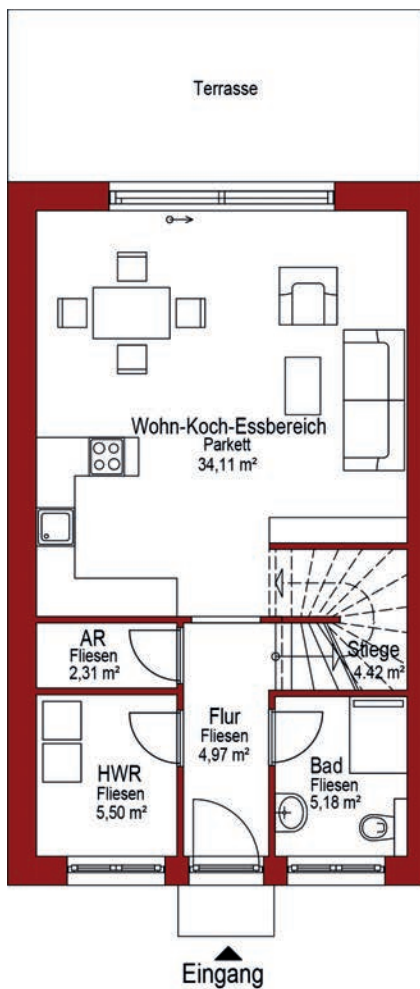 Terrasse
Wohn-Koch-Essbereich
Parkett
34,11 m²
AR
Fliesen
2,31 m²
Stiege
4.42 m²
Flur
Fliesen
4,97 m²
HWR
Fliesen
5,50 m²
Bad
Fliesen
5,18 m²
Eingang